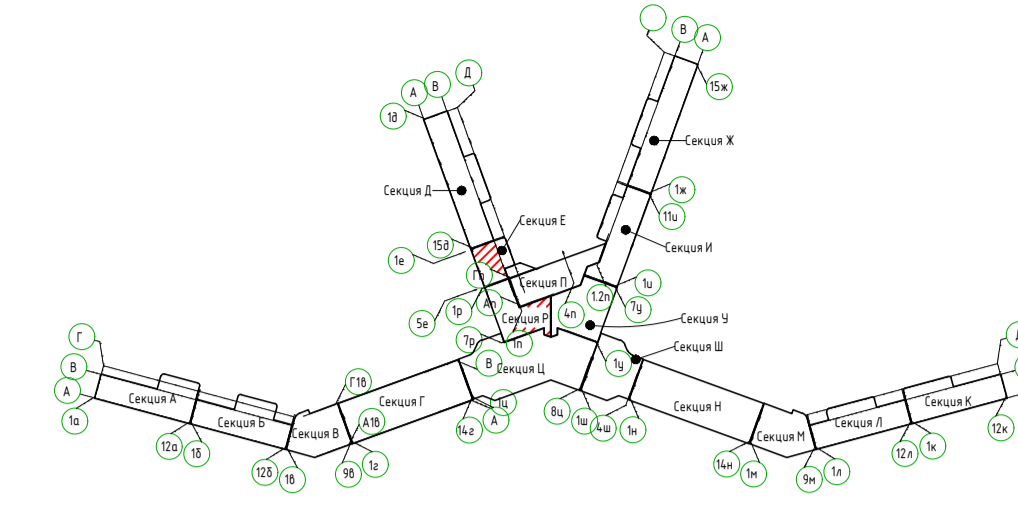 В
А
Д
В
А
15ж
1д
Секция Ж
Секция Д
1ж
11и
Секция Е
15д
Секция И
1е
Гп
Секция П
1и
1.2п
Ап
7у
1р
4п
5е
Секция Р
Секция У
7р
1п
Г
Секция Ш
В
1у
В
Секция Ц
А
Секция А
Г1в
Секция Г
Секция К
Секция Н
1ц
8ц
А
1а
Секция Б
А1в
1ш
4ш
1н
Секция Л
12к
Секция В
14г
Секция М
12а
1б
1к
12л
12б
1в
9в
1г
14н
1м
9м
1л